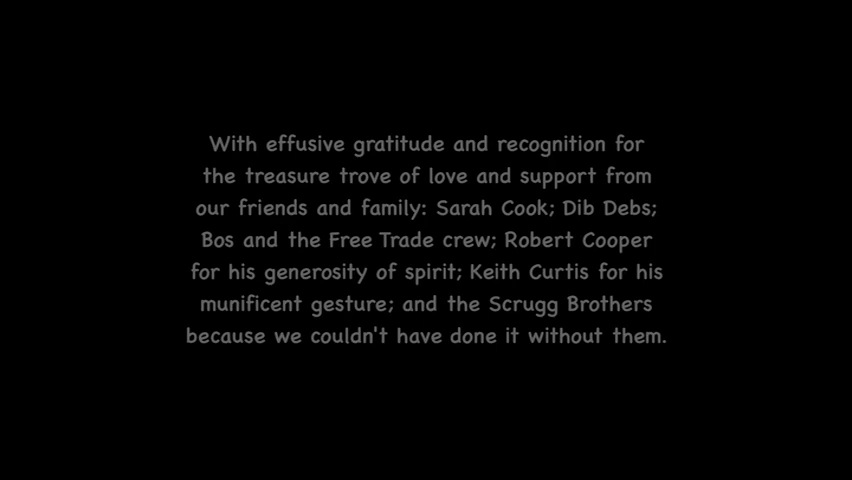 With effusive gratitude and recognition for
the treasure trove of love and support from
our friends and family: Sarah Cook; Dib Debs;
Bos and the Free Trade crew; Robert Cooper
for his generosity of spirit; Keith Curtis for his
munificent gesture; and the Scrugg Brothers
because we couldn't have done it without them.